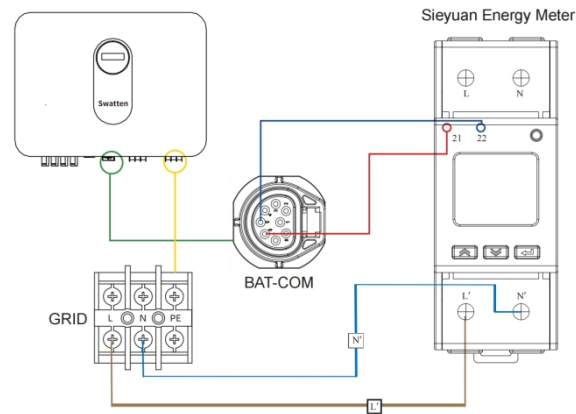 Sieyuan Energy Meter
Swatten
L N
21 22
BAT-COM
L' N'
GRID
L N PE
N'
L'